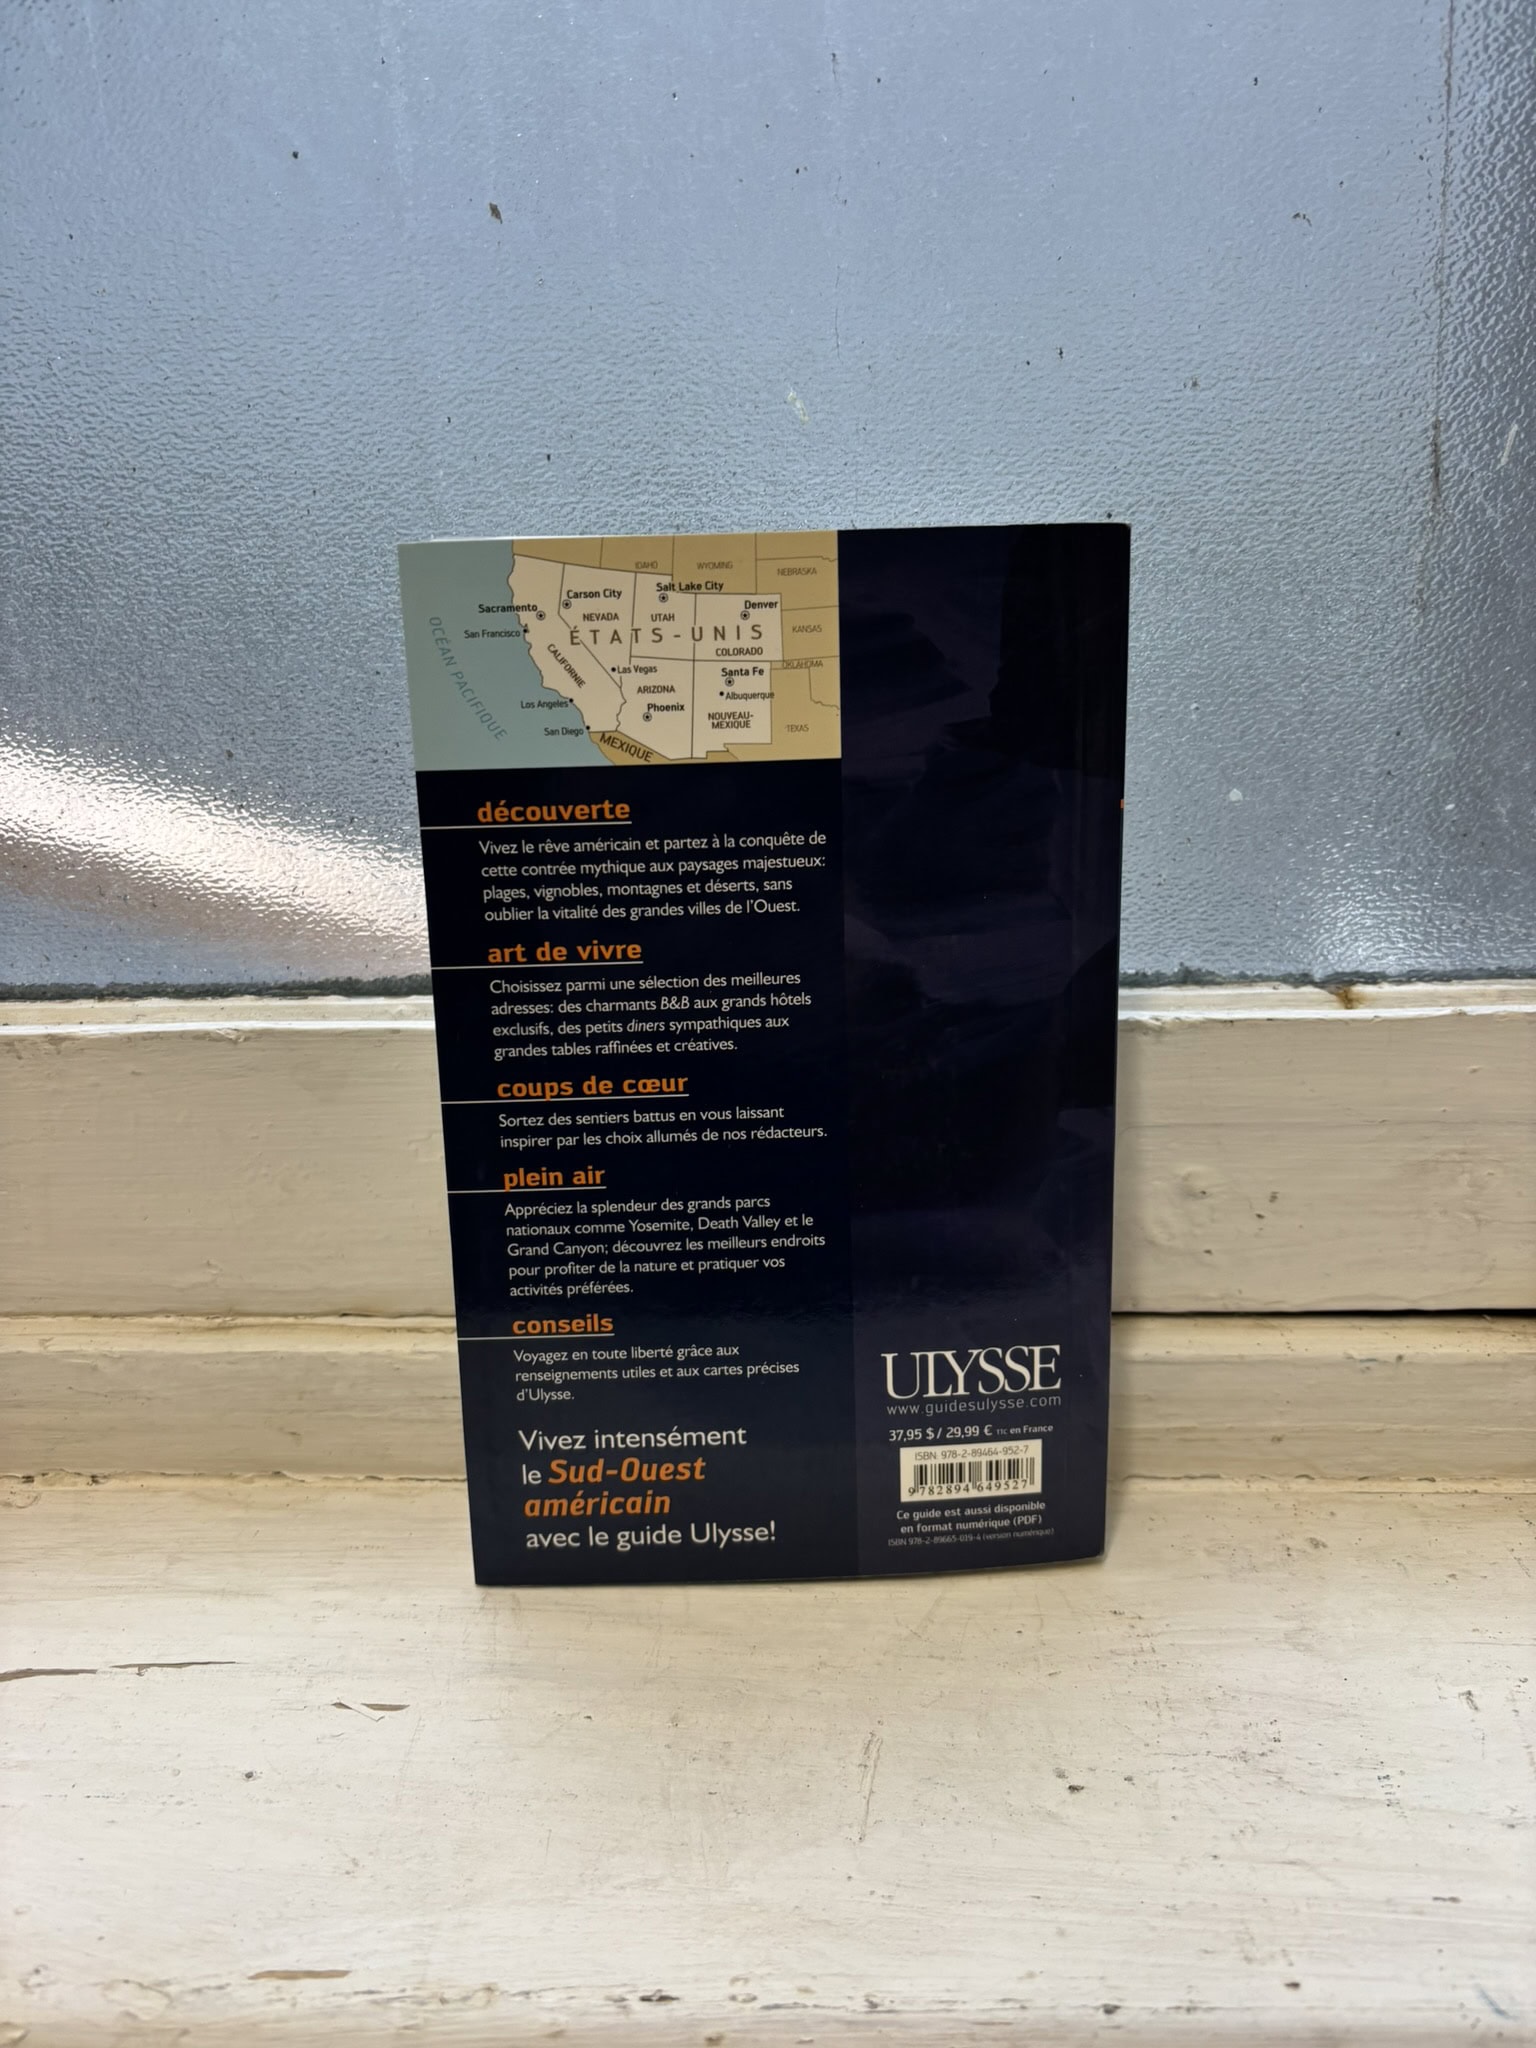 IDAHO
WYOMING
NEBRASKA
Salt Lake City
Carson City
Denver
Sacramento
NEVADA
UTAH
San Francisco
ÉTATS-UNIS
KANSAS
COLORADO
OCÉAN PACIFIQUE
CALIFORNIE
Las Vegas
OKLAHOMA
Santa Fe
ARIZONA
Albuquerque
Los Angeles
Phoenix
NOUVEAU-
MEXIQUE
San Diego
TEXAS
MEXIQUE
découverte
Vivez le rêve américain et partez à la conquête de
cette contrée mythique aux paysages majestueux:
plages, vignobles, montagnes et déserts, sans
oublier la vitalité des grandes villes de l'Ouest.
art de vivre
Choisissez parmi une sélection des meilleures
adresses: des charmants B&B aux grands hôtels
exclusifs, des petits diners sympathiques aux
grandes tables raffinées et créatives.
coups de cœur
Sortez des sentiers battus en vous laissant
inspirer par les choix allumés de nos rédacteurs.
plein air
Appréciez la splendeur des grands parcs
nationaux comme Yosemite, Death Valley et le
Grand Canyon; découvrez les meilleurs endroits
pour profiter de la nature et pratiquer vos
activités préférées.
conseils
Voyagez en toute liberté grâce aux
renseignements utiles et aux cartes précises
d'Ulysse.
Vivez intensément
le Sud-Ouest
américain
avec le guide Ulysse!
ULYSSE
www.guidesulysse.com
37,95 $ / 29,99 € TTC en France
ISBN 978-2-89464-952-7
9 782894 649527
Ce guide est aussi disponible
en format numérique (PDF)
ISBN 978-2-89665-019-4 (version numérique)